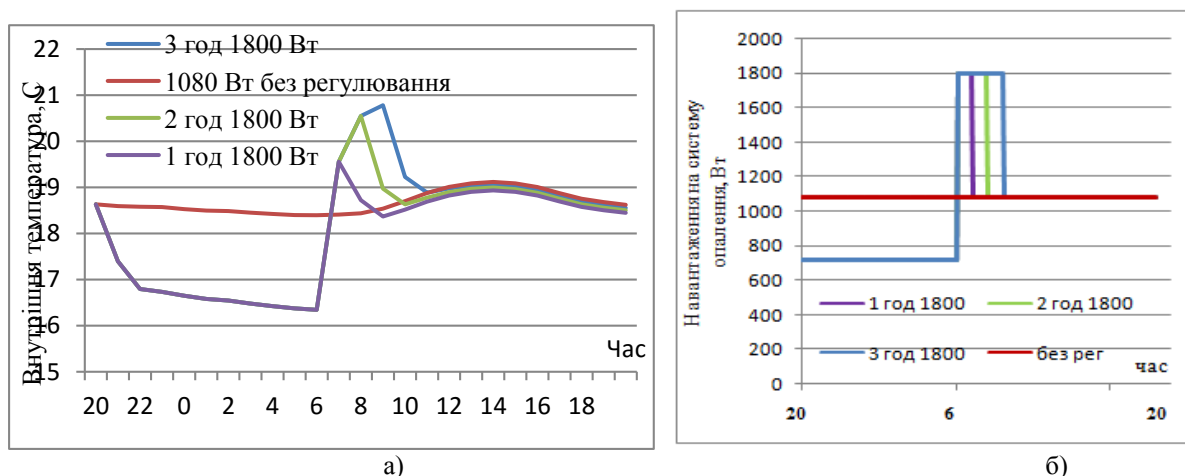 22
21
20
19
18
17
16
15
Внутрішня температура, С
3 год 1800 Вт
1080 Вт без регулювання
2 год 1800 Вт
1 год 1800 Вт
Час
20 22 0 2 4 6 8 10 12 14 16 18
а)
2000
1800
1600
1400
1200
1000
800
600
400
200
0
Навантаження на систему
опалення, Вт
1 год 1800 2 год 1800
3 год 1800 без рег
час
20 6 20
б)